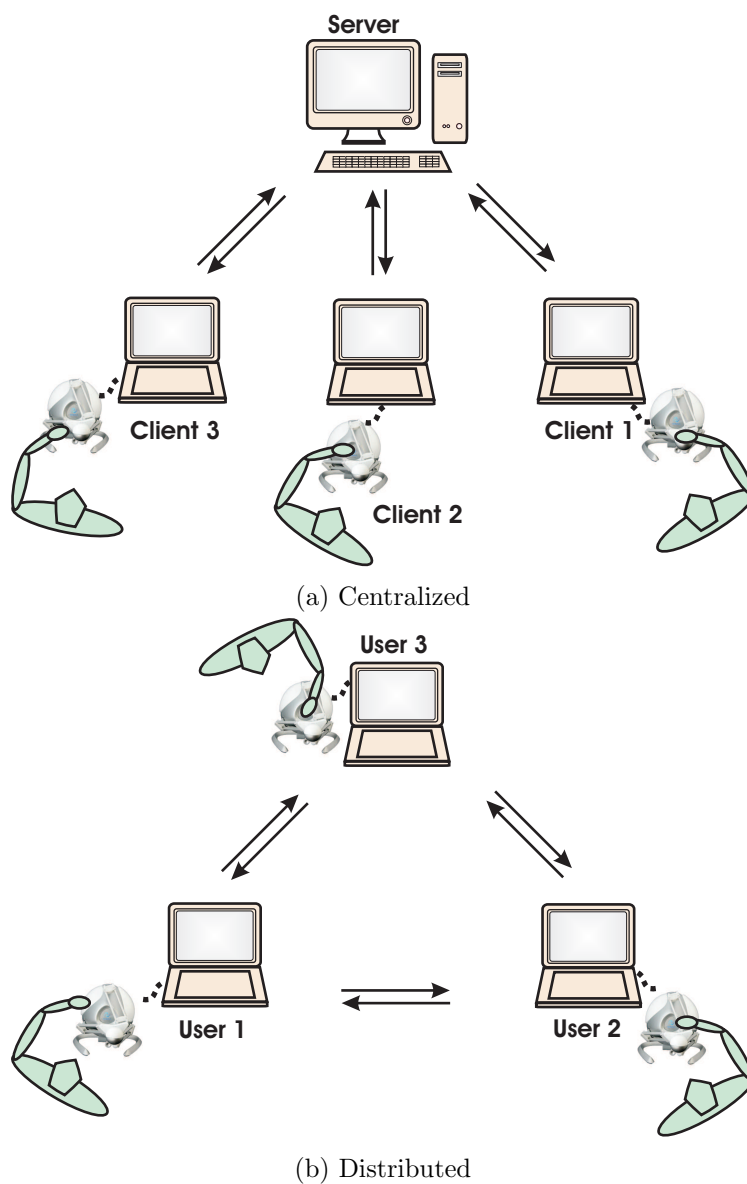 Server
Client 3
Client 1
Client 2
(a) Centralized
User 3
User 1
User 2
(b) Distributed